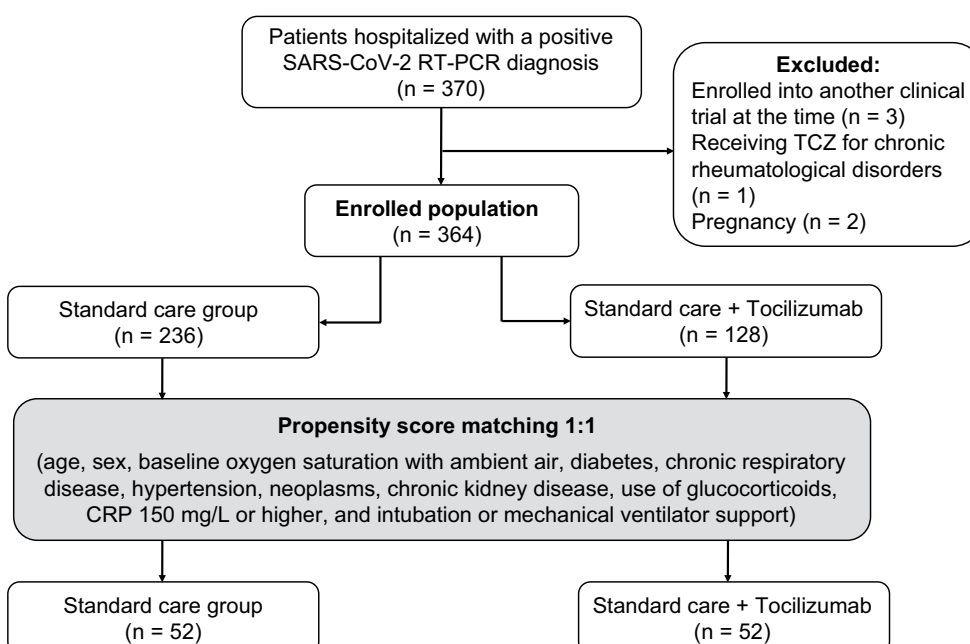 Patients hospitalized with a positive
SARS-CoV-2 RT-PCR diagnosis
(n = 370)
Excluded:
Enrolled into another clinical
trial at the time (n = 3)
Receiving TCZ for chronic
rheumatological disorders
(n = 1)
Pregnancy (n = 2)
Enrolled population
(n = 364)
Standard care group
(n = 236)
Standard care + Tocilizumab
(n = 128)
Propensity score matching 1:1
(age, sex, baseline oxygen saturation with ambient air, diabetes, chronic respiratory
disease, hypertension, neoplasms, chronic kidney disease, use of glucocorticoids,
CRP 150 mg/L or higher, and intubation or mechanical ventilator support)
Standard care group
(n = 52)
Standard care + Tocilizumab
(n = 52)